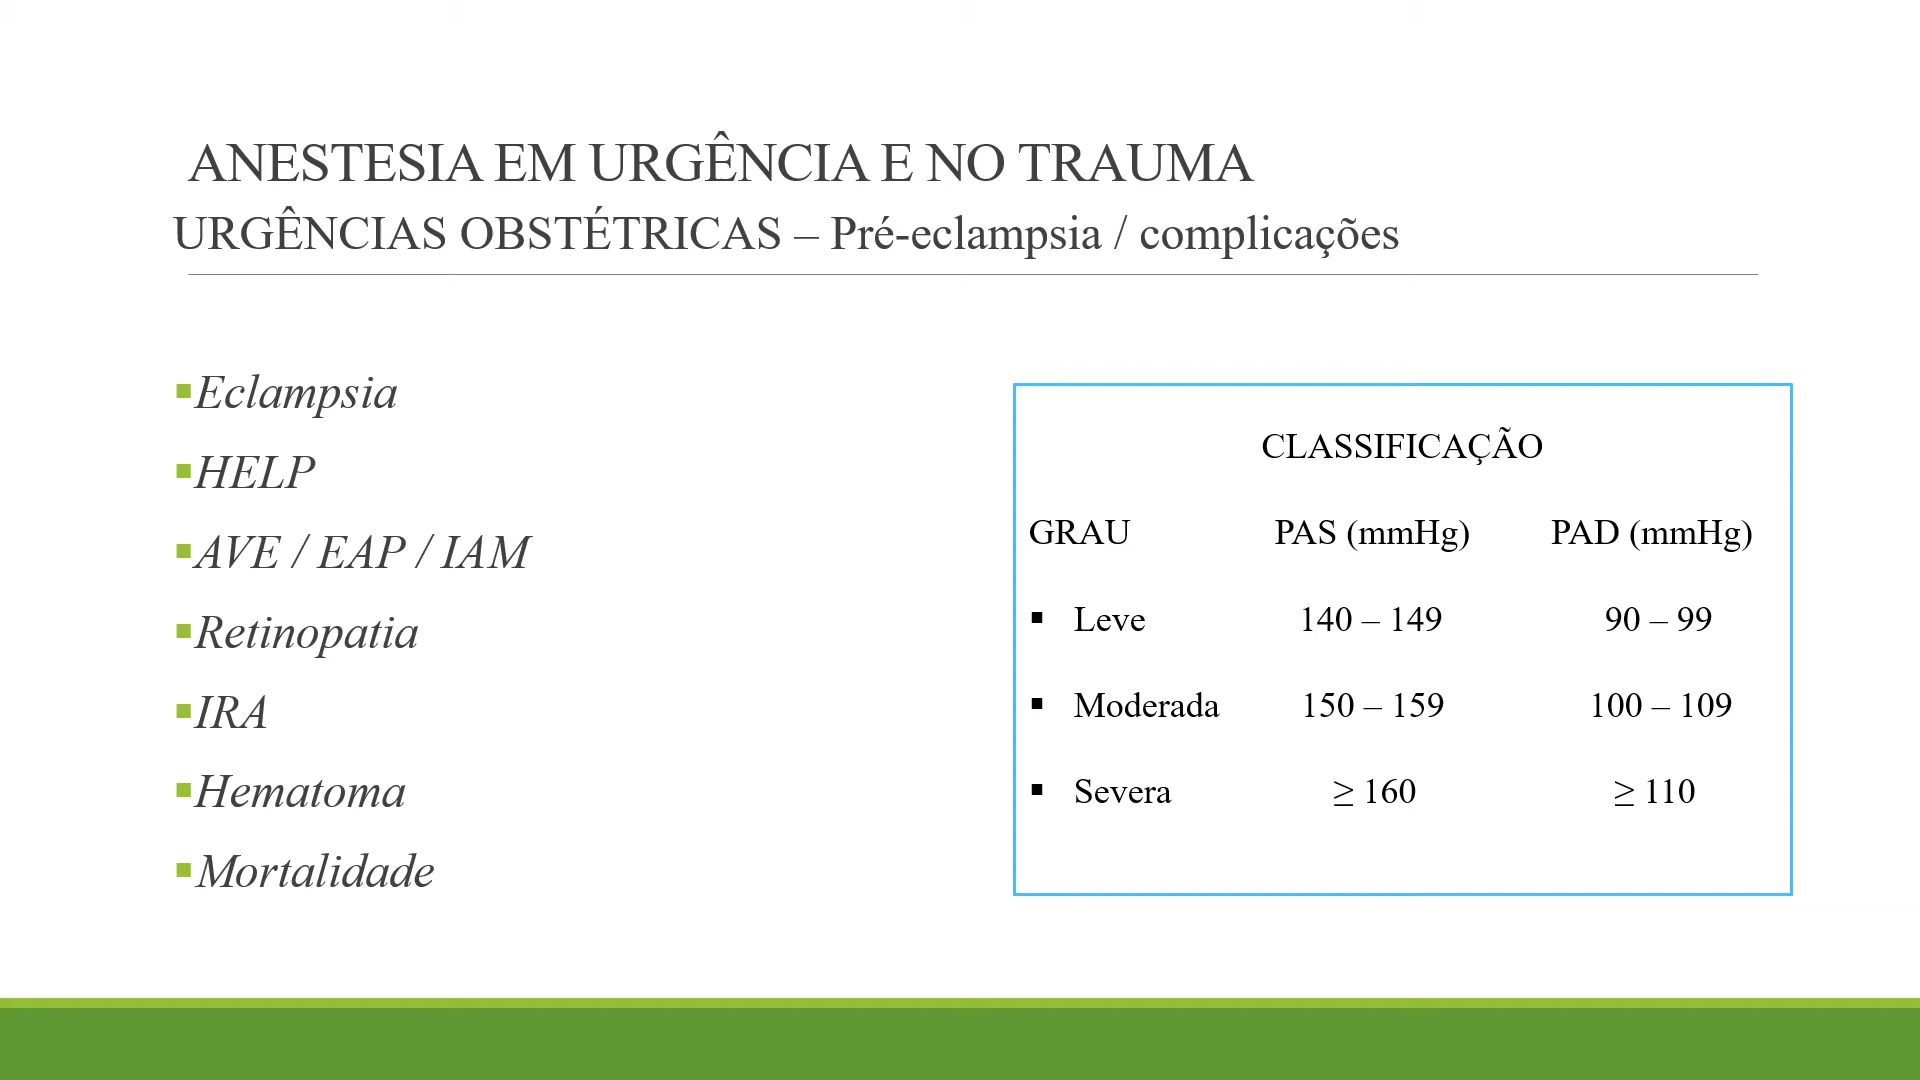 ANESTESIA EM URGÊNCIA E NO TRAUMA
URGÊNCIAS OBSTÉTRICAS – Pré-eclampsia / complicações
▪Eclampsia
▪HELP
▪AVE / EAP / IAM
▪Retinopatia
▪IRA
▪Hematoma
▪Mortalidade
CLASSIFICAÇÃO
GRAU PAS (mmHg) PAD (mmHg)
▪ Leve 140 – 149 90 – 99
▪ Moderada 150 – 159 100 – 109
▪ Severa ≥ 160 ≥ 110